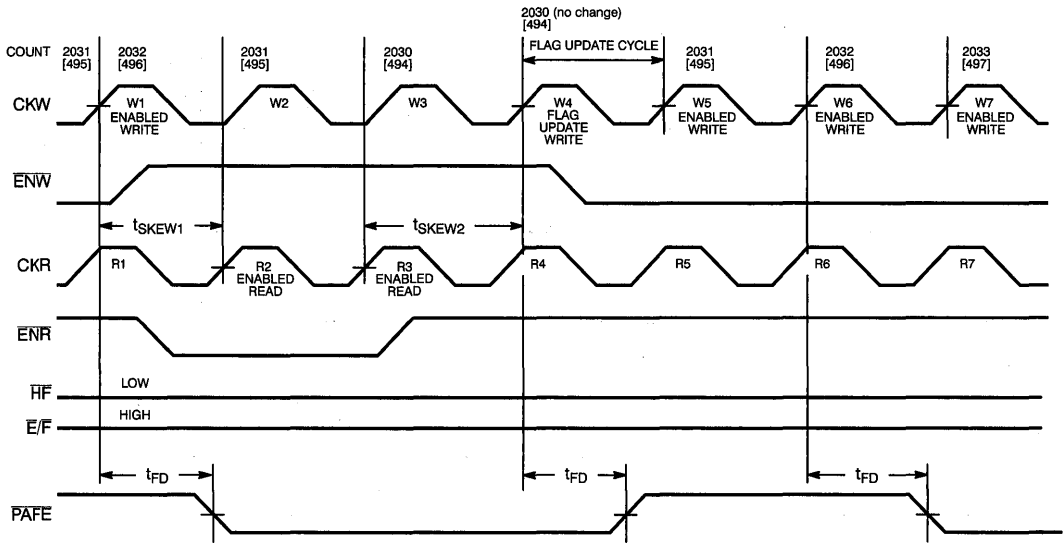 2030 (no change)
[494]
COUNT
2031
[495]
2032
[496]
2031
[495]
2030
[494]
FLAG UPDATE CYCLE
2031
[495]
2032
[496]
2033
[497]
CKW
W1
ENABLED
WRITE
W2
W3
W4
FLAG
UPDATE
WRITE
W5
ENABLED
WRITE
W6
ENABLED
WRITE
W7
ENABLED
WRITE
ENW
tSKEW1
tSKEW2
CKR
R1
R2
ENABLED
READ
R3
ENABLED
READ
R4
R5
R6
R7
ENR
HF
LOW
E/F
HIGH
tFD
tFD
tFD
PAFE